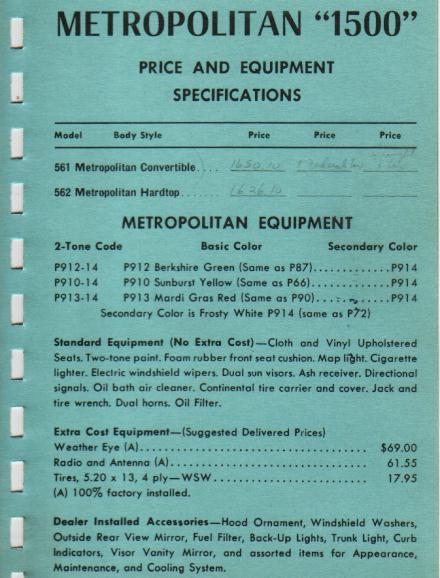 METROPOLITAN “1500”
PRICE AND EQUIPMENT
SPECIFICATIONS
Model Body Style Price Price Price
561 Metropolitan Convertible.... 1650.10
562 Metropolitan Hardtop....... 1626.10
METROPOLITAN EQUIPMENT
2-Tone Code Basic Color Secondary Color
P912-14 P912 Berkshire Green (Same as P87)............P914
P910-14 P910 Sunburst Yellow (Same as P66)............P914
P913-14 P913 Mardi Gras Red (Same as P90)............P914
Secondary Color is Frosty White P914 (same as P72)
Standard Equipment (No Extra Cost)—Cloth and Vinyl Upholstered
Seats. Two-tone paint. Foam rubber front seat cushion. Map light. Cigarette
lighter. Electric windshield wipers. Dual sun visors. Ash receiver. Directional
signals. Oil bath air cleaner. Continental tire carrier and cover. Jack and
tire wrench. Dual horns. Oil Filter.
Extra Cost Equipment—(Suggested Delivered Prices)
Weather Eye (A)...................................... $69.00
Radio and Antenna (A)................................ 61.55
Tires, 5.20 x 13, 4 ply—WSW.......................... 17.95
(A) 100% factory installed.
Dealer Installed Accessories—Hood Ornament, Windshield Washers,
Outside Rear View Mirror, Fuel Filter, Back-Up Lights, Trunk Light, Curb
Indicators, Visor Vanity Mirror, and assorted items for Appearance,
Maintenance, and Cooling System.